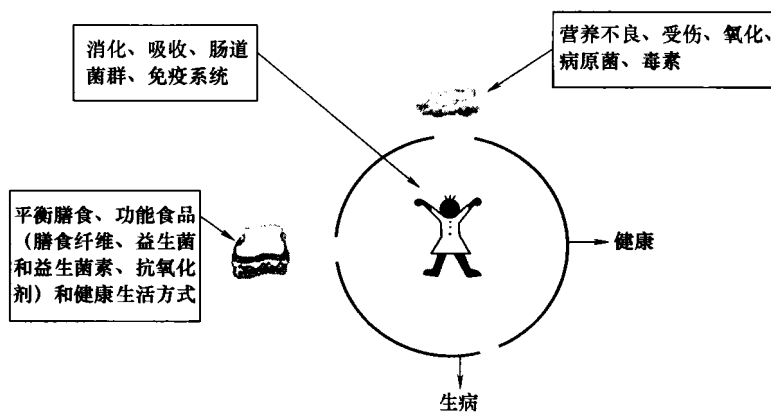 消化、吸收、肠道
菌群、免疫系统
营养不良、受伤、氧化、
病原菌、毒素
平衡膳食、功能食品
（膳食纤维、益生菌
和益生菌素、抗氧化
剂）和健康生活方式
健康
生病